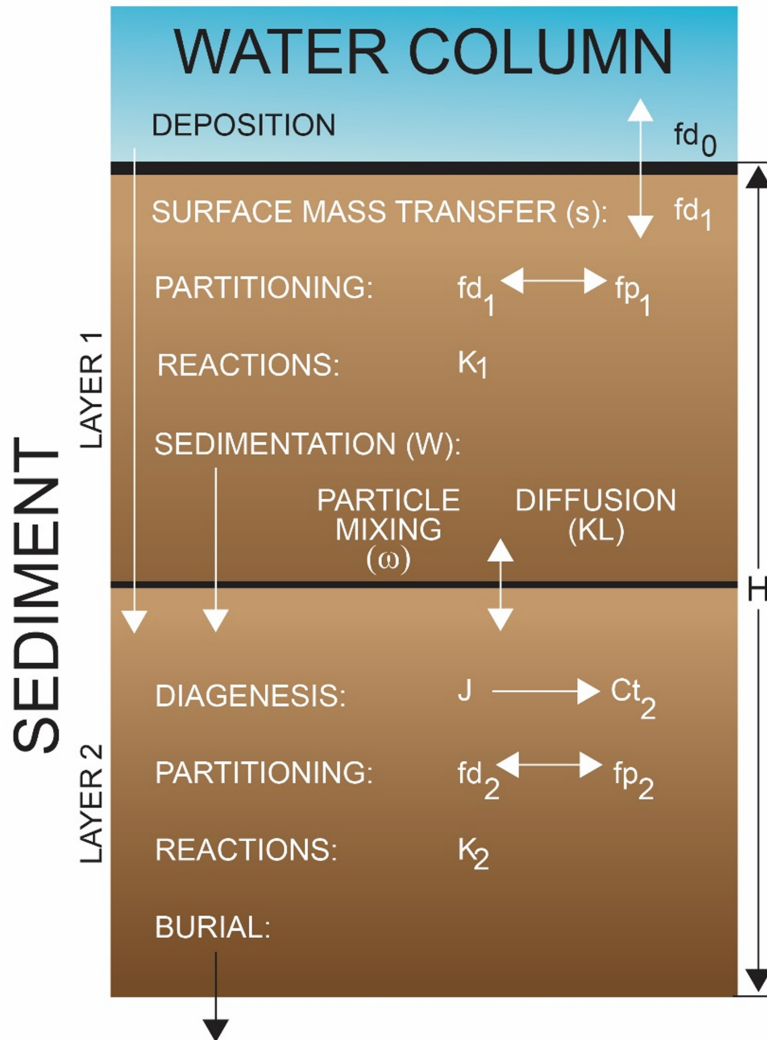 WATER COLUMN
DEPOSITION
fd₀
SURFACE MASS TRANSFER (s): fd₁
PARTITIONING: fd₁ fp₁
REACTIONS: K₁
SEDIMENTATION (W):
PARTICLE MIXING (ω)
DIFFUSION (KL)
H
DIAGENESIS: J Ct₂
PARTITIONING: fd₂ fp₂
REACTIONS: K₂
BURIAL:
SEDIMENT
LAYER 1
LAYER 2